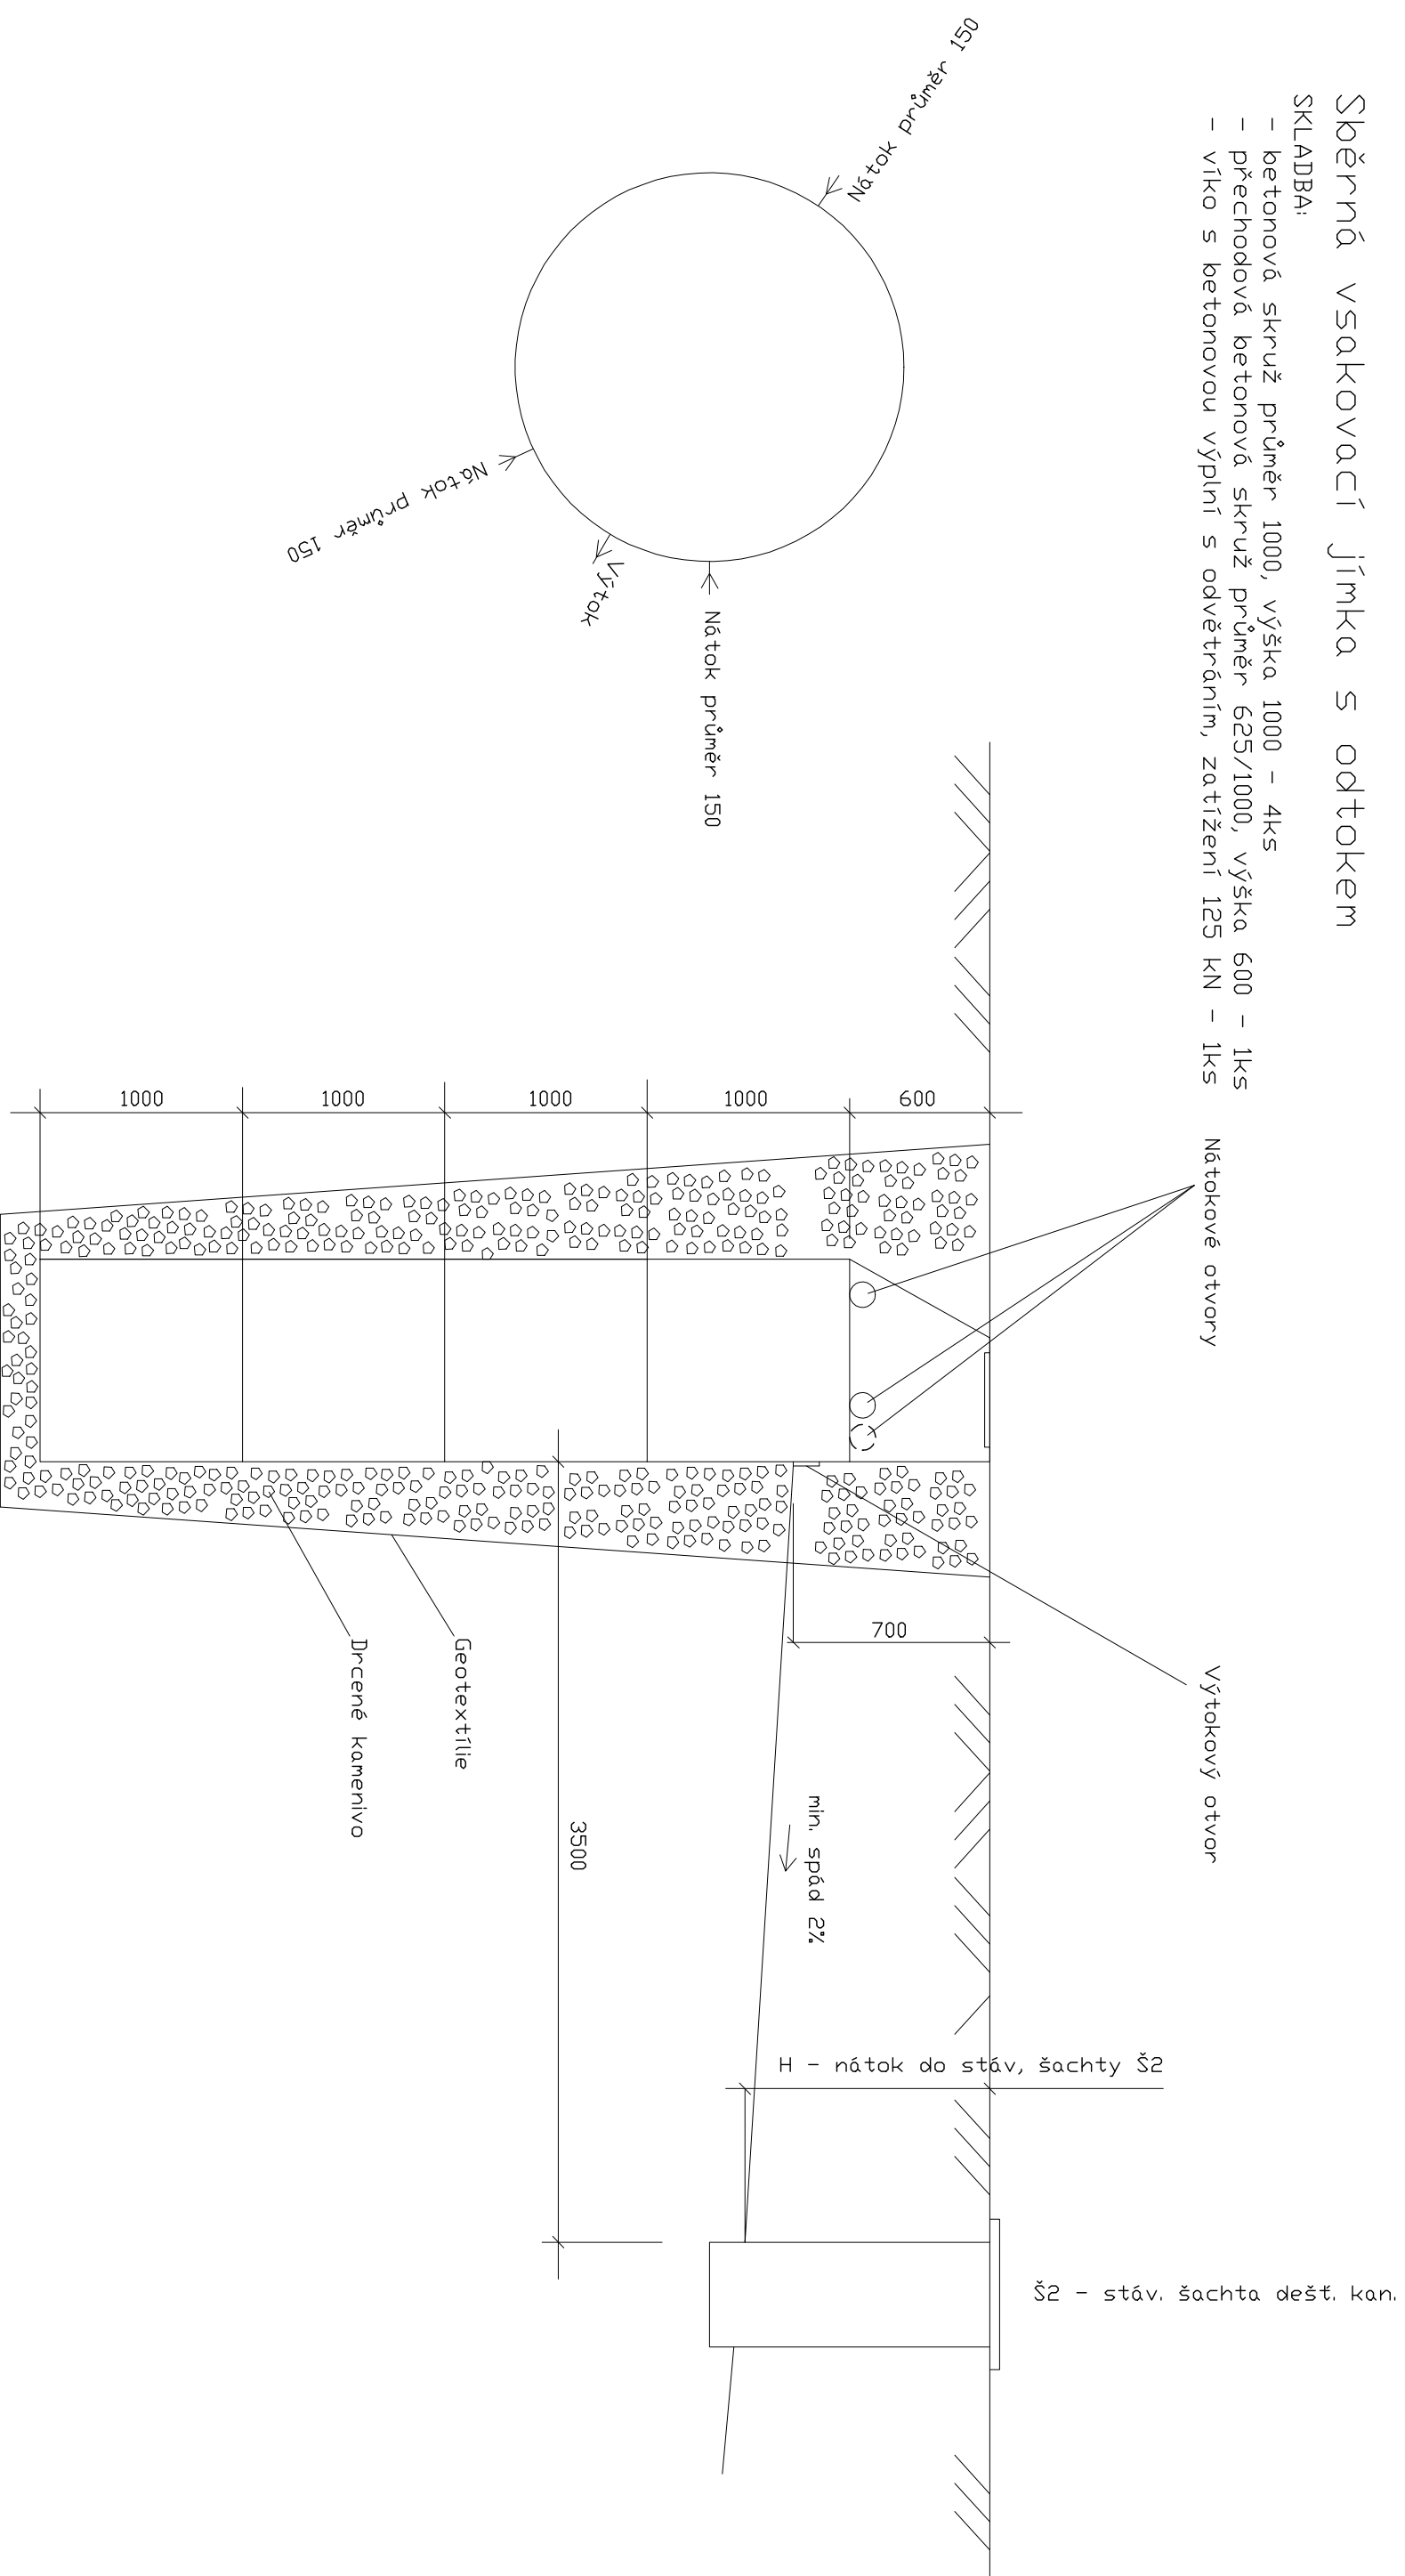 Sběrná vsakovací jímka s odtokem
SKLADBA:
- betonová skruž průměr 1000, výška 1000 - 4ks
- přechodová betonová skruž průměr 625/1000, výška 600 - 1ks
- víko s betonovou výplní s odvětráním, zatížení 125 kN - 1ks
Nátok průměr 150
Nátok průměr 150
Výtok
Nátok průměr 150
Nátokové otvory
Výtokový otvor
600
1000
1000
1000
1000
700
min. spád 2%
3500
Geotextílie
Drcené kamenivo
H - nátok do stáv, šachty Š2
Š2 - stáv. šachta dešť. kan.